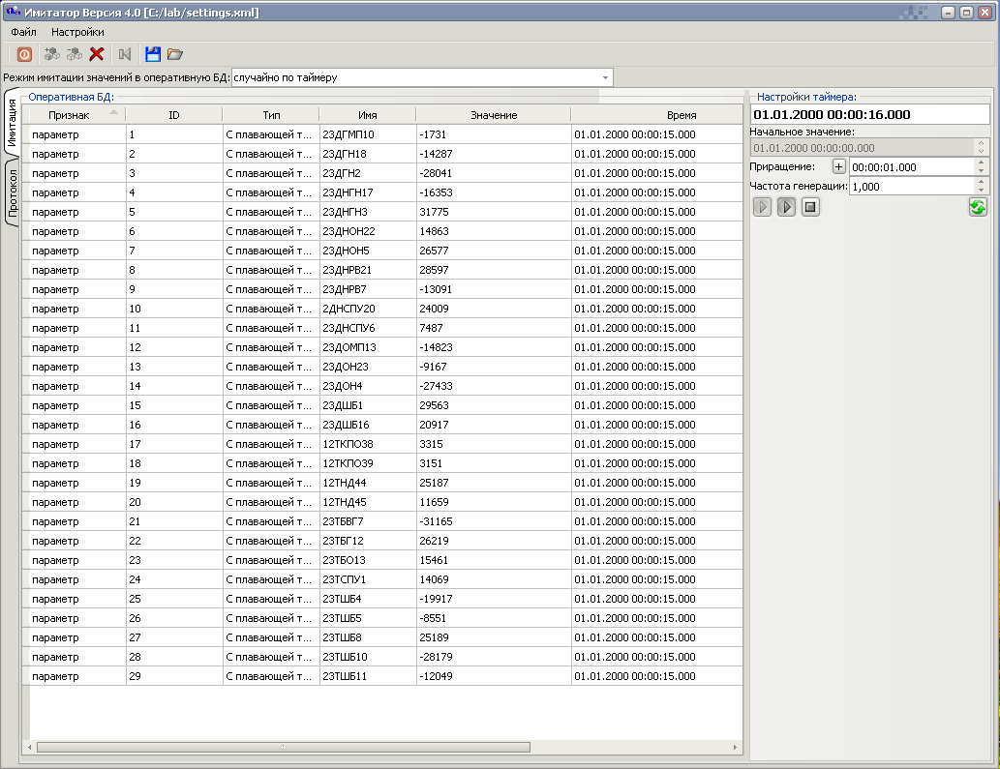 Имитатор Версия 4.0 [C:/lab/settings.xml]
Файл Настройки
Режим имитации значений в оперативную БД: случайно по таймеру
Имитация
Протокол
Оперативная БД:
Признак ID Тип Имя Значение Время
параметр 1 С плавающей т... 23ДГМП10 -1731 01.01.2000 00:00:15.000
параметр 2 С плавающей т... 23ДГН18 -14287 01.01.2000 00:00:15.000
параметр 3 С плавающей т... 23ДГН2 -28041 01.01.2000 00:00:15.000
параметр 4 С плавающей т... 23ДНГН17 -16353 01.01.2000 00:00:15.000
параметр 5 С плавающей т... 23ДНГН3 31775 01.01.2000 00:00:15.000
параметр 6 С плавающей т... 23ДНОН22 14863 01.01.2000 00:00:15.000
параметр 7 С плавающей т... 23ДНОН5 26577 01.01.2000 00:00:15.000
параметр 8 С плавающей т... 23ДНРВ21 28597 01.01.2000 00:00:15.000
параметр 9 С плавающей т... 23ДНРВ7 -13091 01.01.2000 00:00:15.000
параметр 10 С плавающей т... 2ДНСПУ20 24009 01.01.2000 00:00:15.000
параметр 11 С плавающей т... 23ДНСПУ6 7487 01.01.2000 00:00:15.000
параметр 12 С плавающей т... 23ДОМП13 -14823 01.01.2000 00:00:15.000
параметр 13 С плавающей т... 23ДОН23 -9167 01.01.2000 00:00:15.000
параметр 14 С плавающей т... 23ДОН4 -27433 01.01.2000 00:00:15.000
параметр 15 С плавающей т... 23ДШБ1 29563 01.01.2000 00:00:15.000
параметр 16 С плавающей т... 23ДШБ16 20917 01.01.2000 00:00:15.000
параметр 17 С плавающей т... 12ТКПО38 3315 01.01.2000 00:00:15.000
параметр 18 С плавающей т... 12ТКПО39 3151 01.01.2000 00:00:15.000
параметр 19 С плавающей т... 12ТНД44 25187 01.01.2000 00:00:15.000
параметр 20 С плавающей т... 12ТНД45 11659 01.01.2000 00:00:15.000
параметр 21 С плавающей т... 23ТБВГ7 -31165 01.01.2000 00:00:15.000
параметр 22 С плавающей т... 23ТБГ12 26219 01.01.2000 00:00:15.000
параметр 23 С плавающей т... 23ТБО13 15461 01.01.2000 00:00:15.000
параметр 24 С плавающей т... 23ТСПУ1 14069 01.01.2000 00:00:15.000
параметр 25 С плавающей т... 23ТШБ4 -19917 01.01.2000 00:00:15.000
параметр 26 С плавающей т... 23ТШБ5 -8551 01.01.2000 00:00:15.000
параметр 27 С плавающей т... 23ТШБ8 25189 01.01.2000 00:00:15.000
параметр 28 С плавающей т... 23ТШБ10 -28179 01.01.2000 00:00:15.000
параметр 29 С плавающей т... 23ТШБ11 -12049 01.01.2000 00:00:15.000
Настройки таймера:
01.01.2000 00:00:16.000
Начальное значение:
01.01.2000 00:00:00.000
Приращение: + 00:00:01.000
Частота генерации: 1,000